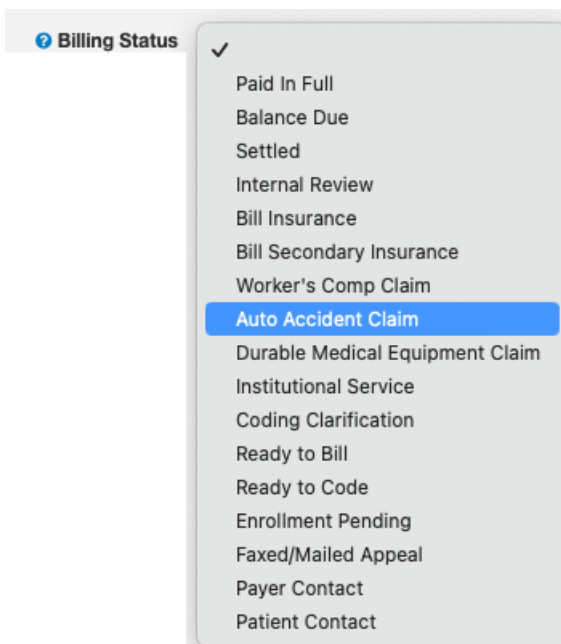 ? Billing Status
✓
Paid In Full
Balance Due
Settled
Internal Review
Bill Insurance
Bill Secondary Insurance
Worker's Comp Claim
Auto Accident Claim
Durable Medical Equipment Claim
Institutional Service
Coding Clarification
Ready to Bill
Ready to Code
Enrollment Pending
Faxed/Mailed Appeal
Payer Contact
Patient Contact